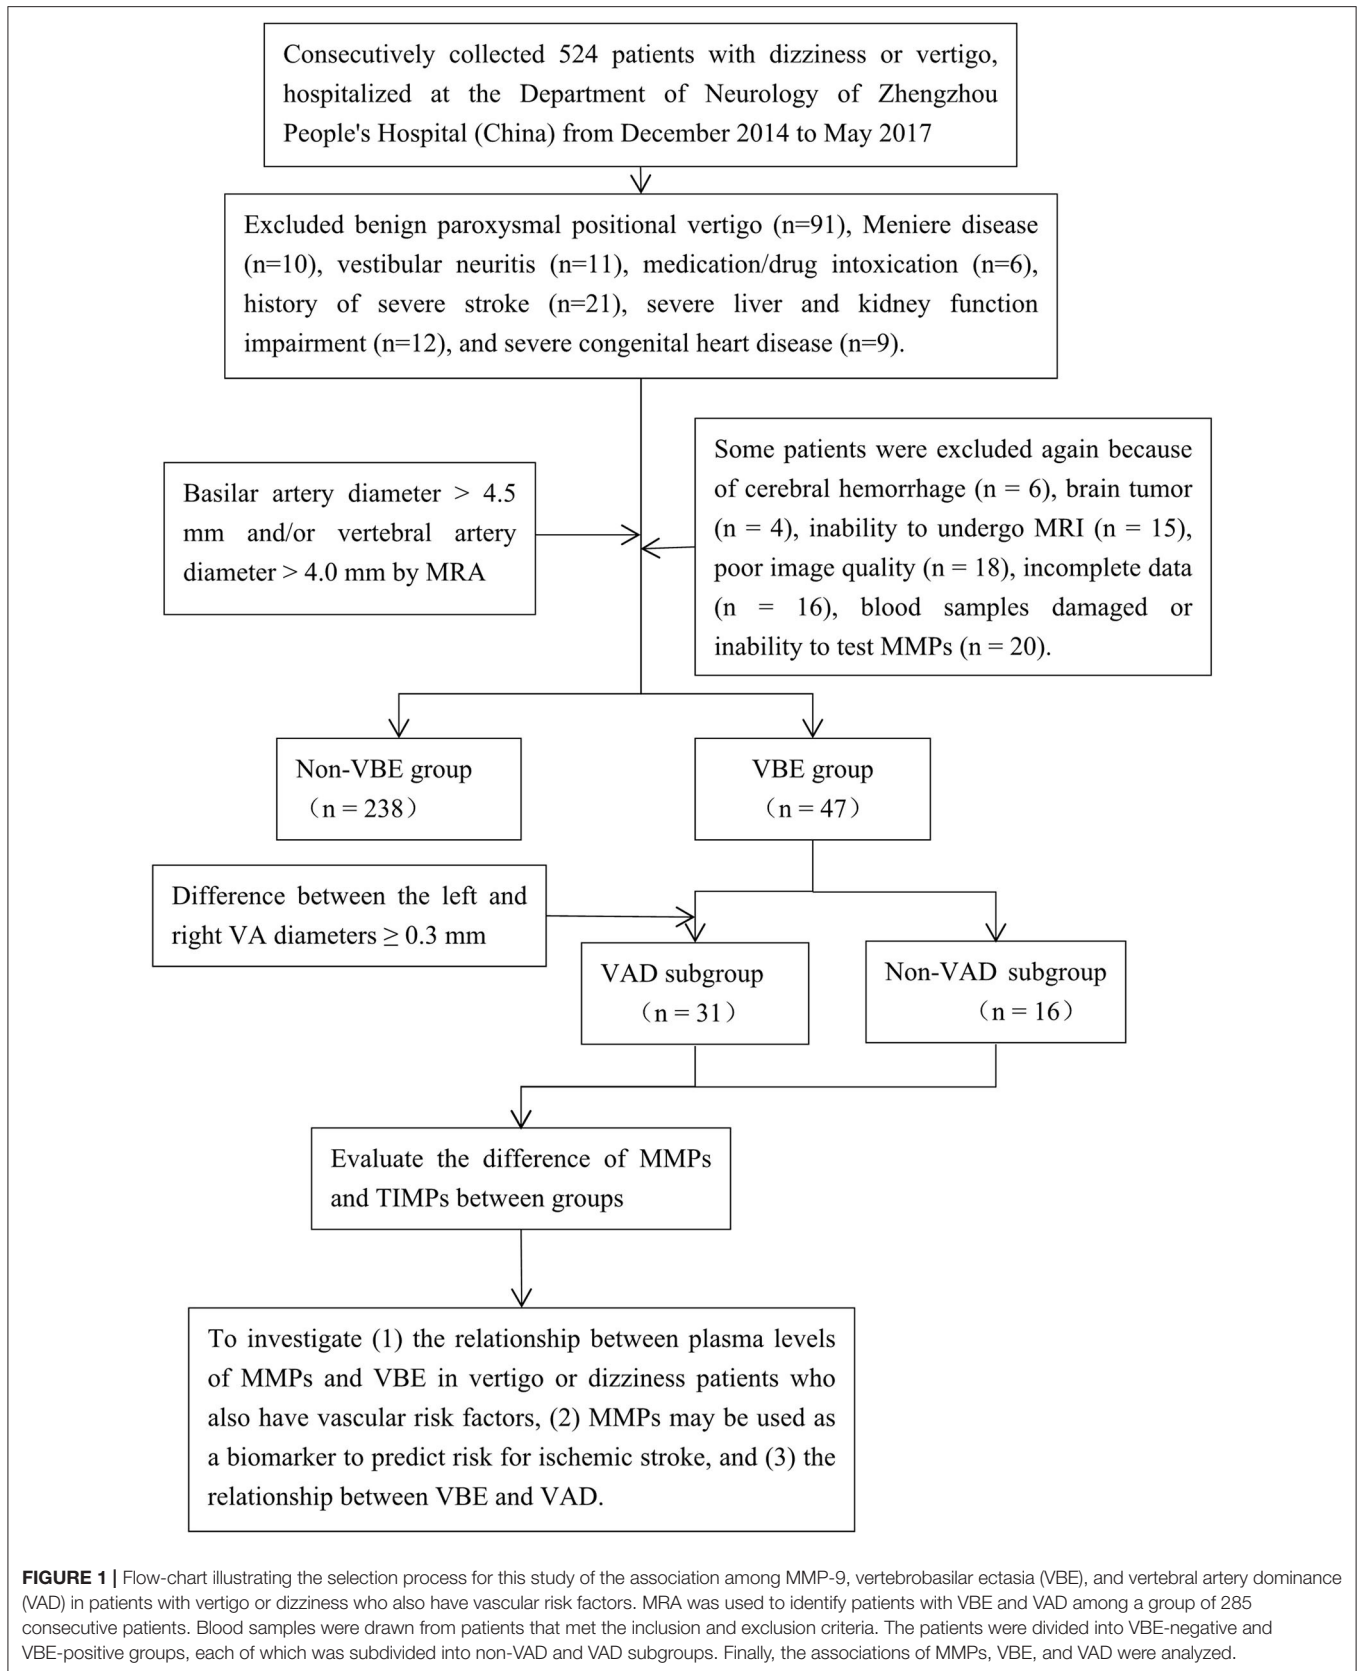 Consecutively collected 524 patients with dizziness or vertigo,
hospitalized at the Department of Neurology of Zhengzhou
People's Hospital (China) from December 2014 to May 2017
Excluded benign paroxysmal positional vertigo (n=91), Meniere disease
(n=10), vestibular neuritis (n=11), medication/drug intoxication (n=6),
history of severe stroke (n=21), severe liver and kidney function
impairment (n=12), and severe congenital heart disease (n=9).
Basilar artery diameter > 4.5
mm and/or vertebral artery
diameter > 4.0 mm by MRA
Some patients were excluded again because
of cerebral hemorrhage (n = 6), brain tumor
(n = 4), inability to undergo MRI (n = 15),
poor image quality (n = 18), incomplete data
(n = 16), blood samples damaged or
inability to test MMPs (n = 20).
Non-VBE group
（n = 238）
VBE group
（n = 47）
Difference between the left and
right VA diameters ≥ 0.3 mm
VAD subgroup
（n = 31）
Non-VAD subgroup
（n = 16）
Evaluate the difference of MMPs
and TIMPs between groups
To investigate (1) the relationship between plasma levels
of MMPs and VBE in vertigo or dizziness patients who
also have vascular risk factors, (2) MMPs may be used as
a biomarker to predict risk for ischemic stroke, and (3) the
relationship between VBE and VAD.
FIGURE 1 | Flow-chart illustrating the selection process for this study of the association among MMP-9, vertebrobasilar ectasia (VBE), and vertebral artery dominance
(VAD) in patients with vertigo or dizziness who also have vascular risk factors. MRA was used to identify patients with VBE and VAD among a group of 285
consecutive patients. Blood samples were drawn from patients that met the inclusion and exclusion criteria. The patients were divided into VBE-negative and
VBE-positive groups, each of which was subdivided into non-VAD and VAD subgroups. Finally, the associations of MMPs, VBE, and VAD were analyzed.